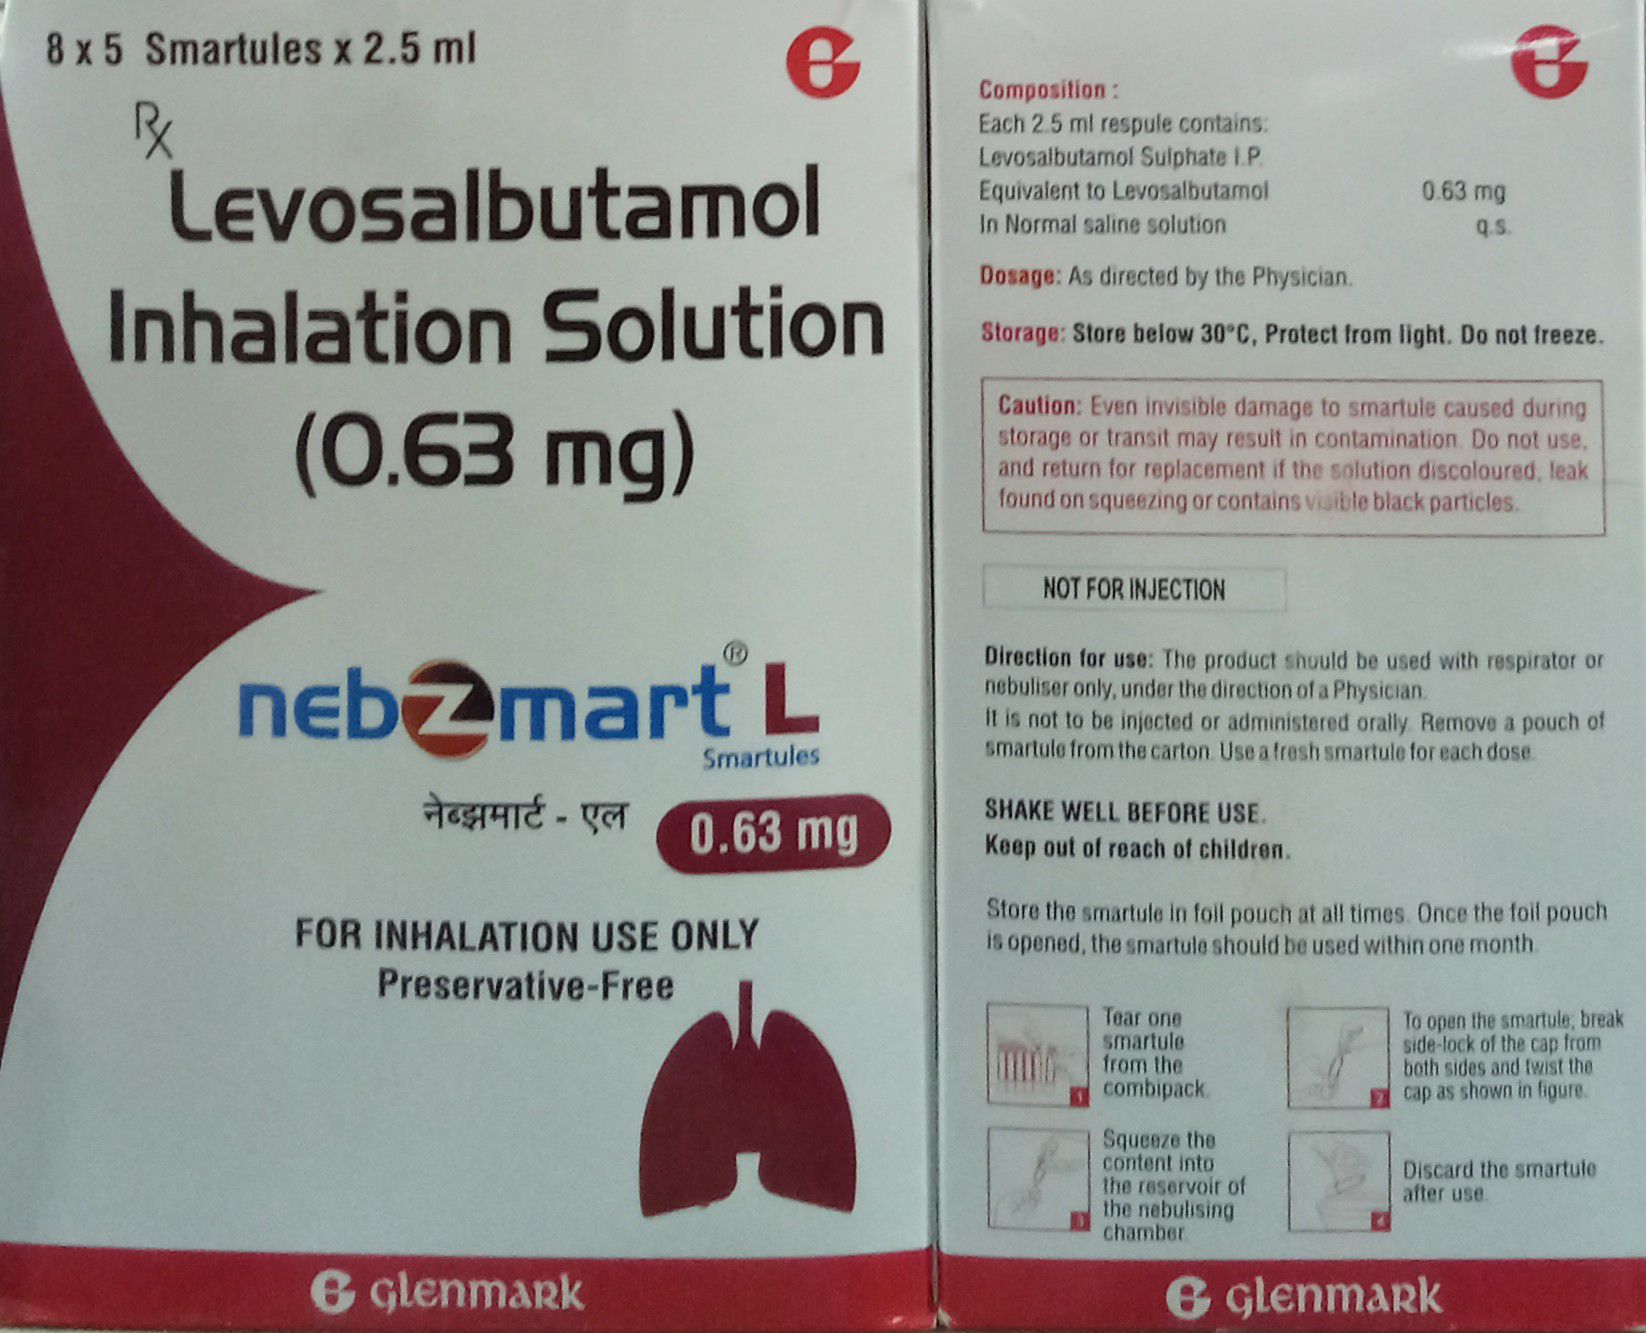 8 x 5 Smartules x 2.5 ml
Rx
Levosalbutamol
Inhalation Solution
(0.63 mg)
nebzmart® L
Smartules
नेब्झमार्ट - एल
0.63 mg
FOR INHALATION USE ONLY
Preservative-Free
glenmark
Composition :
Each 2.5 ml respule contains:
Levosalbutamol Sulphate I.P.
Equivalent to Levosalbutamol 0.63 mg
In Normal saline solution q.s.
Dosage: As directed by the Physician.
Storage: Store below 30°C, Protect from light. Do not freeze.
Caution: Even invisible damage to smartule caused during
storage or transit may result in contamination. Do not use,
and return for replacement if the solution discoloured, leak
found on squeezing or contains visible black particles.
NOT FOR INJECTION
Direction for use: The product should be used with respirator or
nebuliser only, under the direction of a Physician.
It is not to be injected or administered orally. Remove a pouch of
smartule from the carton. Use a fresh smartule for each dose.
SHAKE WELL BEFORE USE.
Keep out of reach of children.
Store the smartule in foil pouch at all times. Once the foil pouch
is opened, the smartule should be used within one month.
1
Tear one
smartule
from the
combipack.
2
To open the smartule, break
side-lock of the cap from
both sides and twist the
cap as shown in figure.
3
Squeeze the
content into
the reservoir of
the nebulising
chamber.
4
Discard the smartule
after use.
glenmark